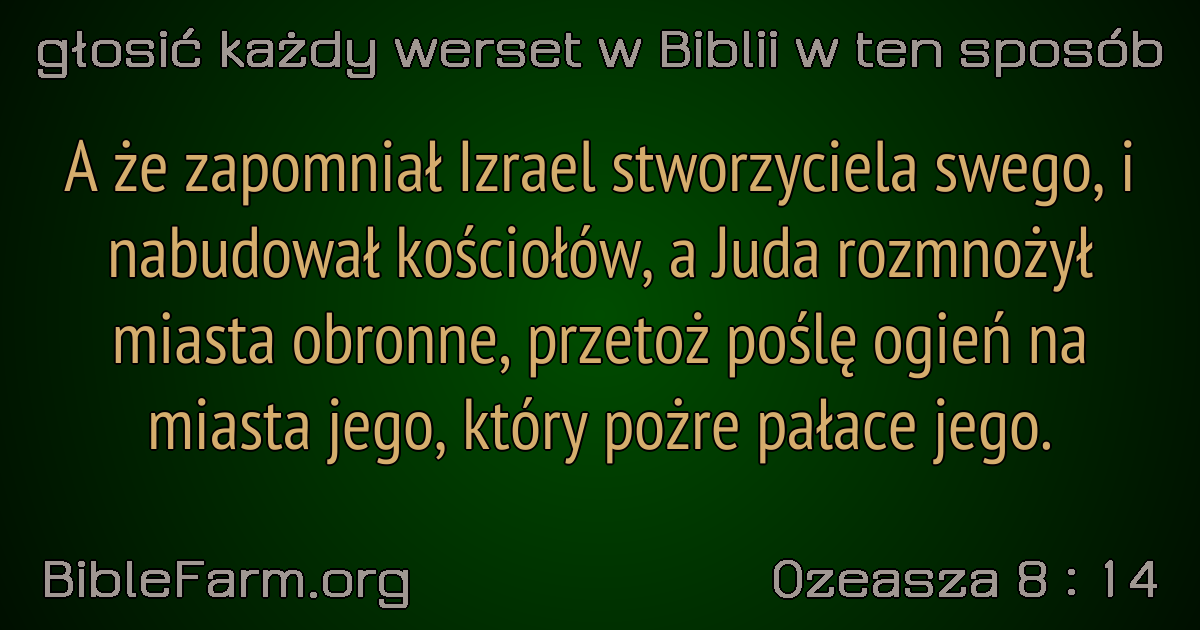 głosić każdy werset w Biblii w ten sposób
A że zapomniał Izrael stworzyciela swego, i
nabudował kościołów, a Juda rozmnożył
miasta obronne, przetoż poślę ogień na
miasta jego, który pożre pałace jego.
BibleFarm.org
Ozeasza 8 : 14